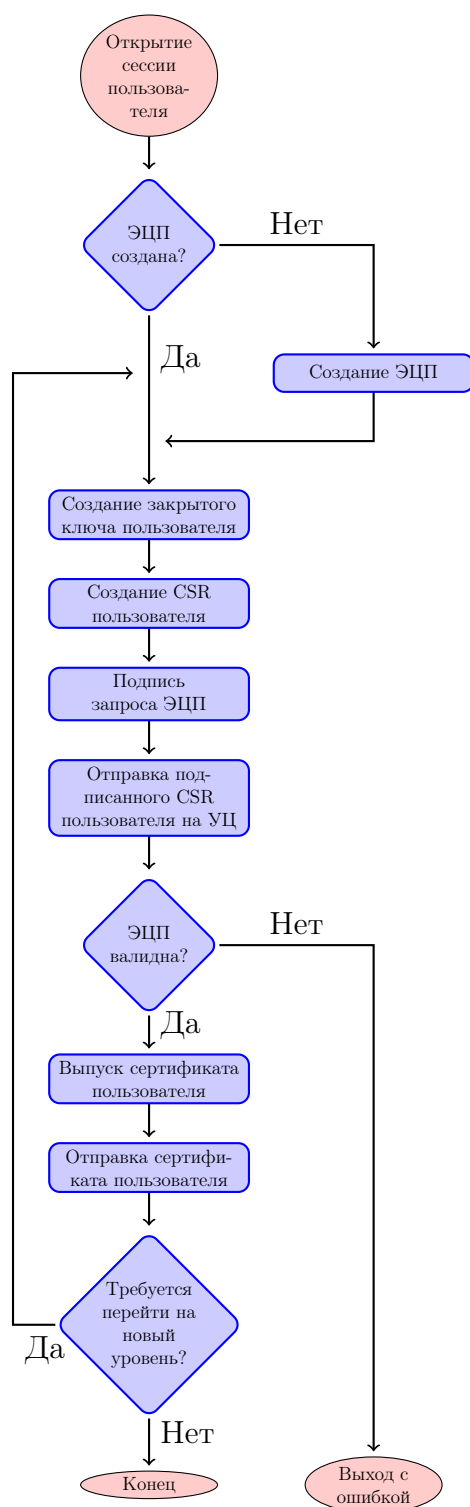 Открытие
сессии
пользова-
теля
ЭЦП
создана?
Нет
Да
Создание ЭЦП
Создание закрытого
ключа пользователя
Создание CSR
пользователя
Подпись
запроса ЭЦП
Отправка под-
писанного CSR
пользователя на УЦ
ЭЦП
валидна?
Нет
Да
Выпуск сертификата
пользователя
Отправка сертифи-
ката пользователя
Требуется
перейти на
новый
уровень?
Да
Нет
Конец
Выход с
ошибкой